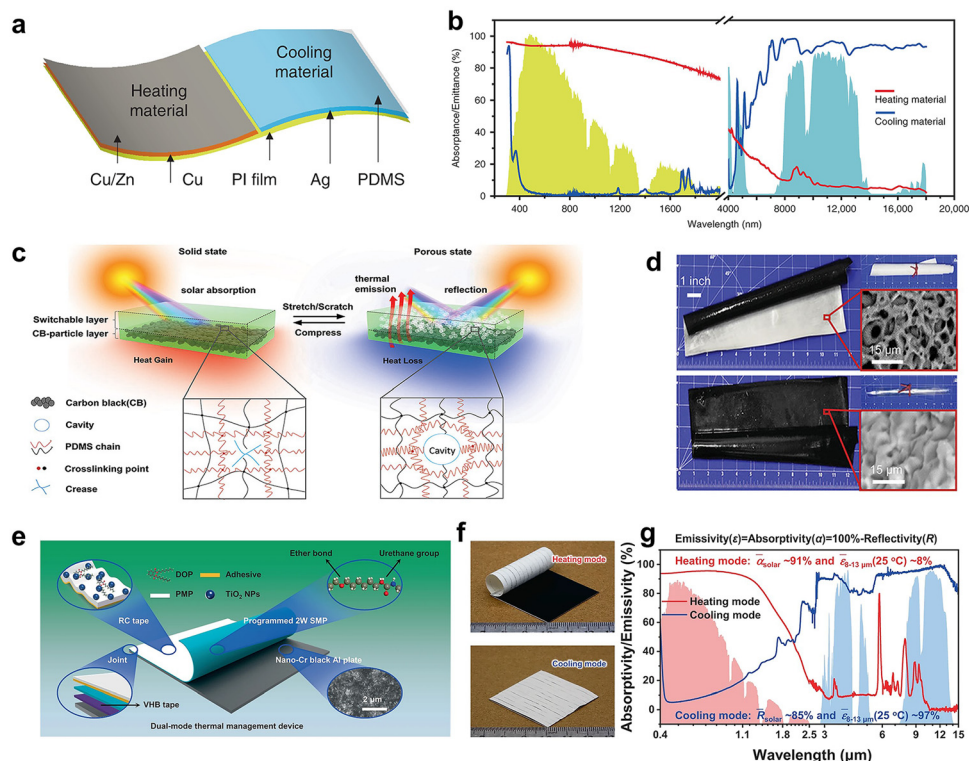 a
Heating
material
Cooling
material
Cu/Zn
Cu
PI film
Ag
PDMS
b
Absorptance/Emittance (%)
100
80
60
40
20
0
Heating material
Cooling material
400
800
1200
1600
4000
8000
12,000
16,000
20,000
Wavelength (nm)
c
Solid state
Porous state
solar absorption
thermal
emission
reflection
Stretch/Scratch
Compress
Switchable layer
CB-particle layer
Heat Gain
Heat Loss
Carbon black(CB)
Cavity
PDMS chain
Crosslinking point
Crease
Cavity
d
1 inch
15 μm
15 μm
e
DOP
Adhesive
PMP
TiO2 NPs
Ether bond
Urethane group
RC tape
Programmed 2W SMP
Joint
Nano-Cr black Al plate
VHB tape
2 μm
Dual-mode thermal management device
f
Heating mode
Cooling mode
g
Emissivity(ε)=Absorptivity(α)=100%-Reflectivity(R)
Absorptivity/Emissivity (%)
100
80
60
40
20
0
Heating mode: α̅solar ~91% and ε̅8-13 μm(25 °C) ~8%
Heating mode
Cooling mode
Cooling mode: R̅solar ~85% and ε̅8-13 μm(25 °C) ~97%
0.4
1.1
1.8
2.5
3
6
9
12
15
Wavelength (μm)